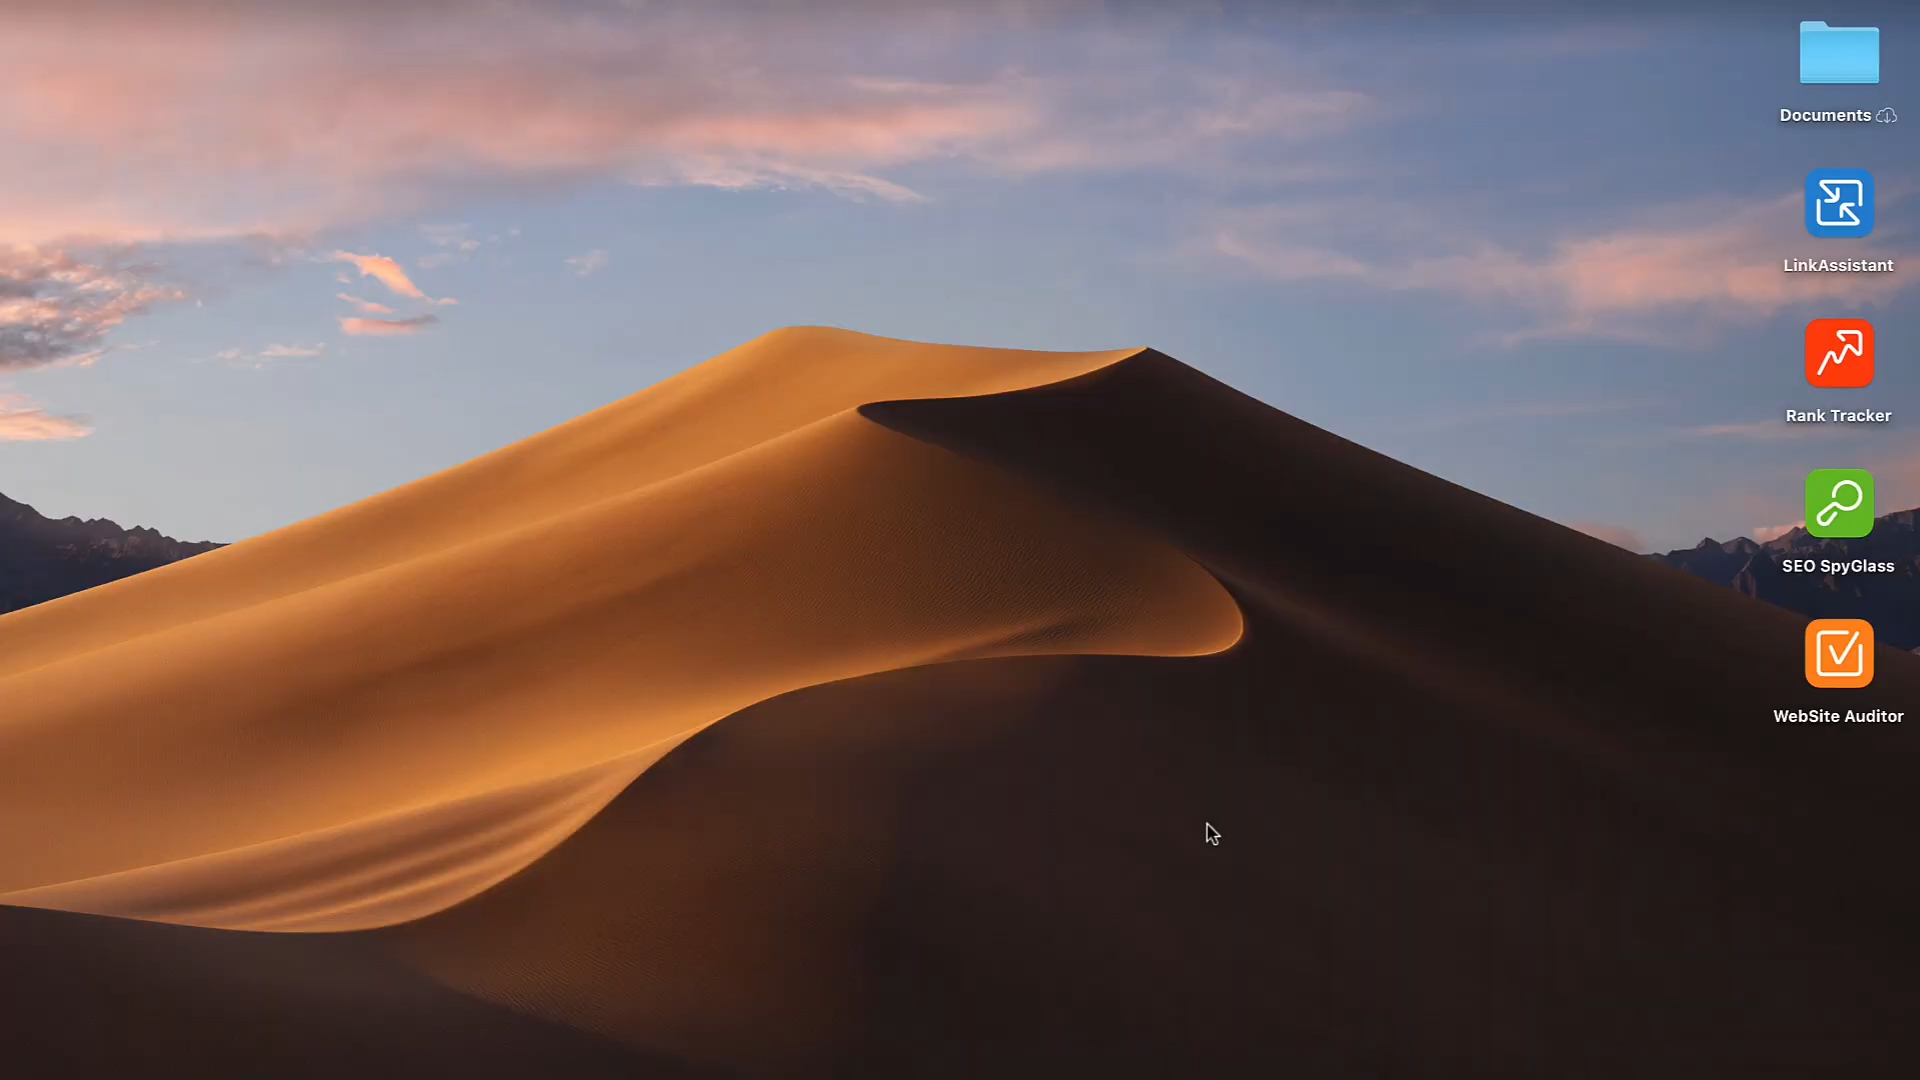 Documents
LinkAssistant
Rank Tracker
SEO SpyGlass
WebSite Auditor